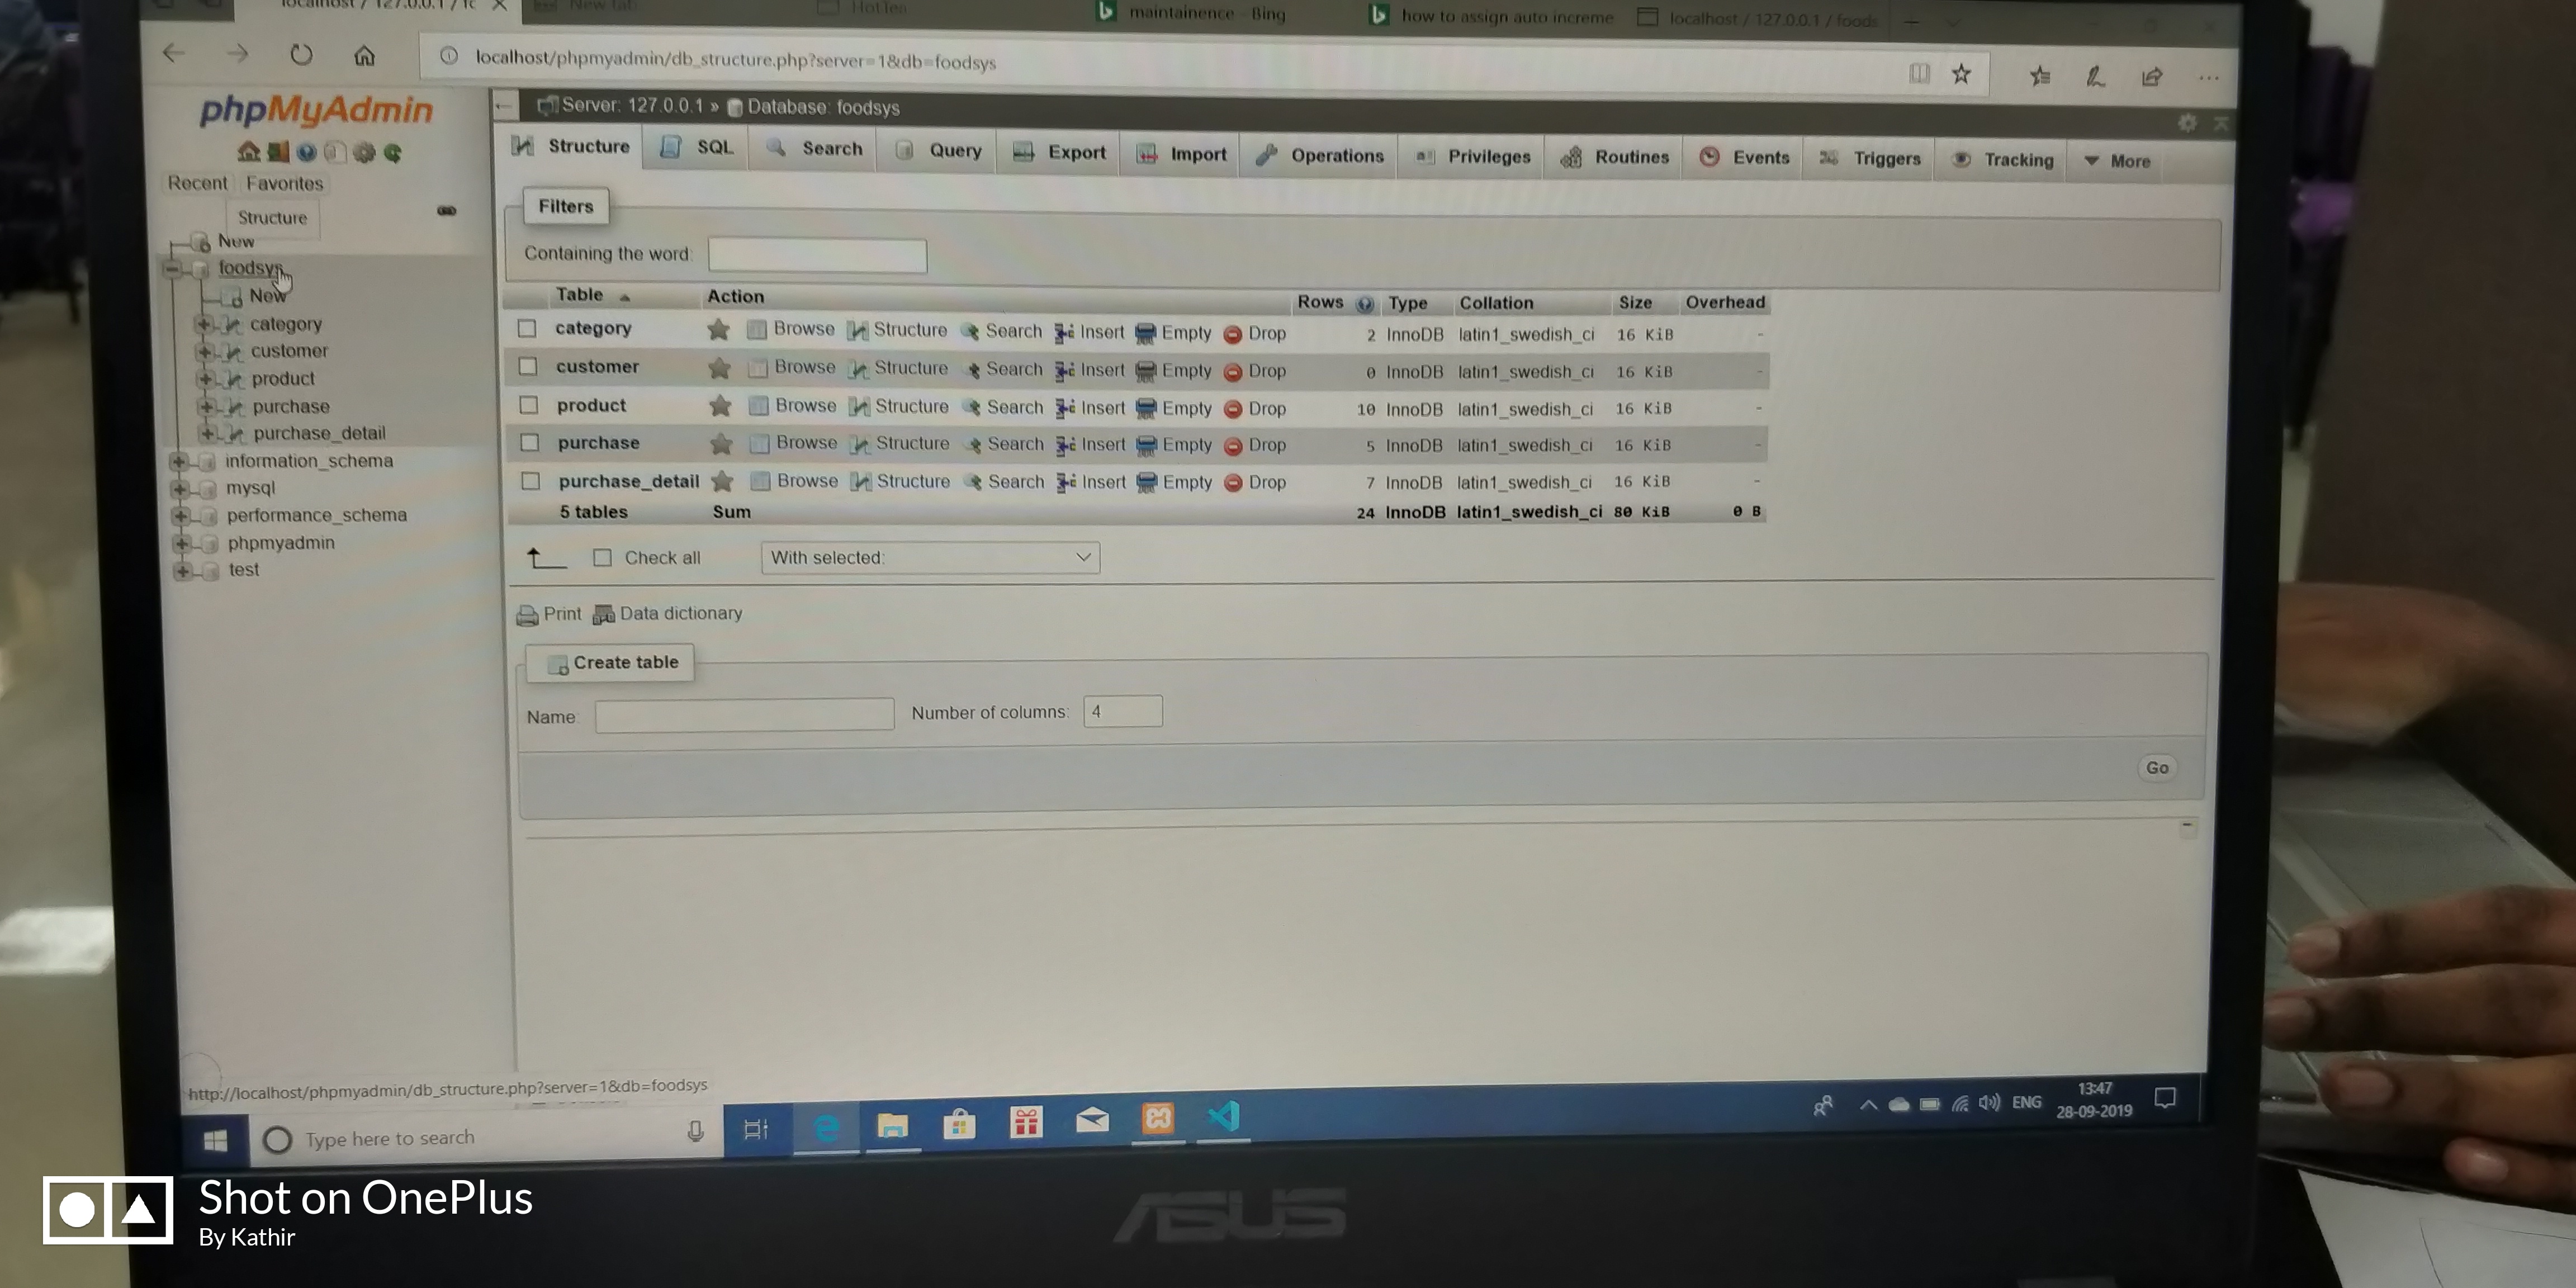 localhost / 127.0.0.1 /
New tab
maintainence - Bing
how to assign auto increme
localhost / 127.0.0.1 / foods
localhost/phpmyadmin/db_structure.php?server=1&db=foodsys
phpMyAdmin
Recent Favorites
Structure
New
foodsys
New
category
customer
product
purchase
purchase_detail
information_schema
mysql
performance_schema
phpmyadmin
test
Server: 127.0.0.1 » Database: foodsys
Structure SQL Search Query Export Import Operations Privileges Routines Events Triggers Tracking More
Filters
Containing the word:
Table Action Rows Type Collation Size Overhead
category Browse Structure Search Insert Empty Drop 2 InnoDB latin1_swedish_ci 16 KiB -
customer Browse Structure Search Insert Empty Drop 0 InnoDB latin1_swedish_ci 16 KiB -
product Browse Structure Search Insert Empty Drop 10 InnoDB latin1_swedish_ci 16 KiB -
purchase Browse Structure Search Insert Empty Drop 5 InnoDB latin1_swedish_ci 16 KiB -
purchase_detail Browse Structure Search Insert Empty Drop 7 InnoDB latin1_swedish_ci 16 KiB -
5 tables Sum 24 InnoDB latin1_swedish_ci 80 KiB 0 B
Check all With selected:
Print Data dictionary
Create table
Name: Number of columns: 4
Go
http://localhost/phpmyadmin/db_structure.php?server=1&db=foodsys
Type here to search
ENG
13:47
28-09-2019
ASUS
Shot on OnePlus
By Kathir